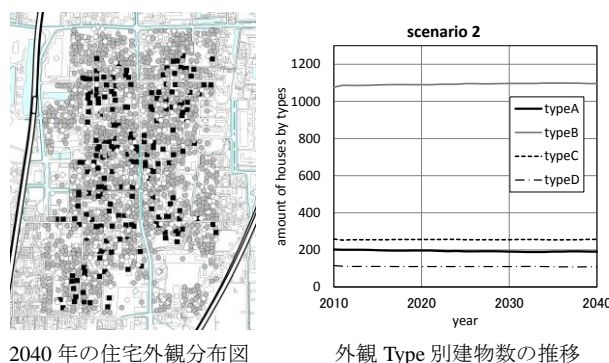 scenario 2
amount of houses by types
1200
1000
800
600
400
200
0
typeA
typeB
typeC
typeD
2010
2020
2030
2040
year
2040 年の住宅外観分布図
外観 Type 別建物数の推移